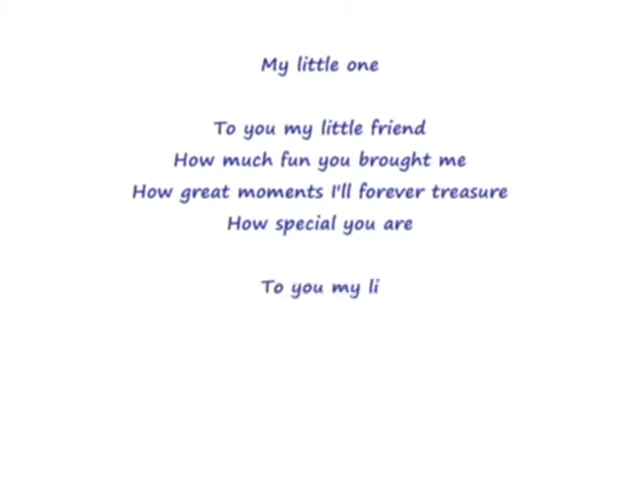 My little one
To you my little friend
How much fun you brought me
How great moments I'll forever treasure
How special you are
To you my li